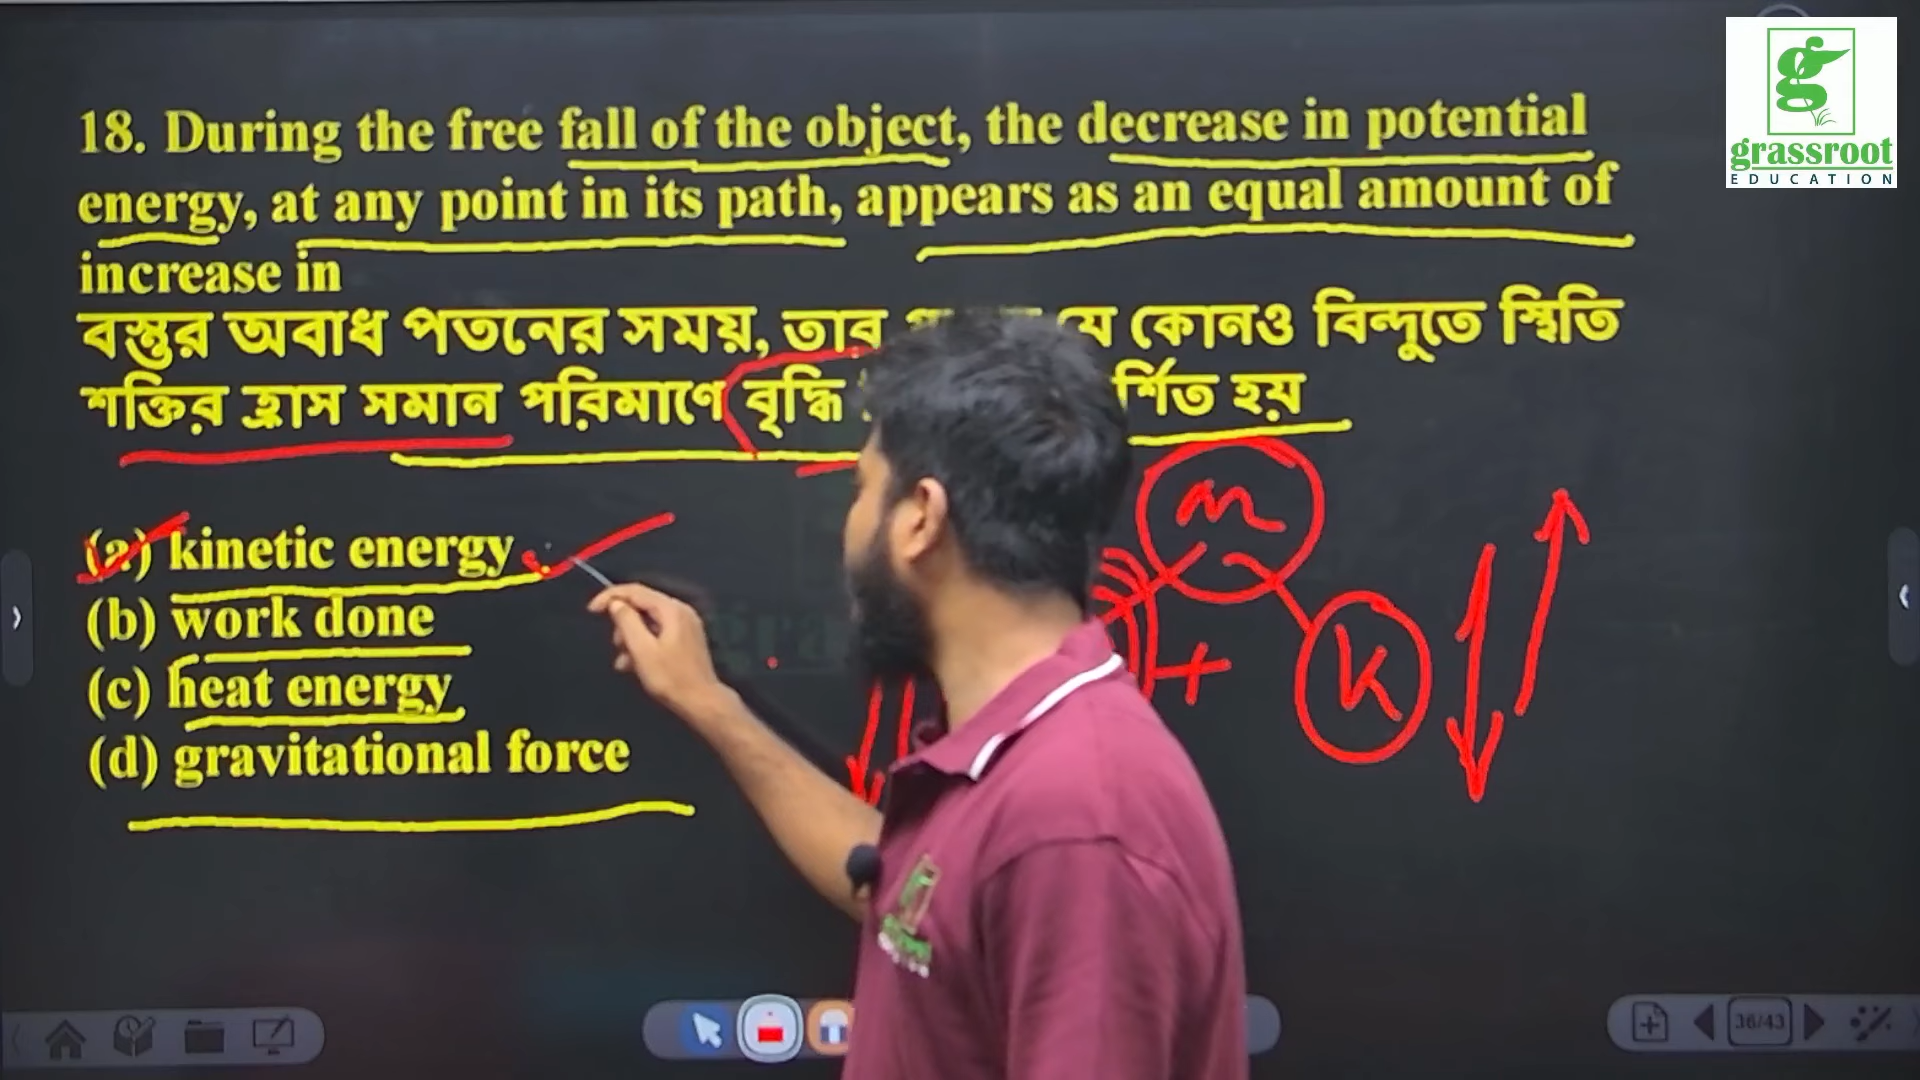 grassroot
EDUCATION
18. During the free fall of the object, the decrease in potential
energy, at any point in its path, appears as an equal amount of
increase in
বস্তুর অবাধ পতনের সময়, তার যে কোনও বিন্দুতে স্থিতি
শক্তির হ্রাস সমান পরিমাণে বৃদ্ধি র্শিত হয়
(a) kinetic energy
(b) work done
(c) heat energy
(d) gravitational force
m
+
K
36/43